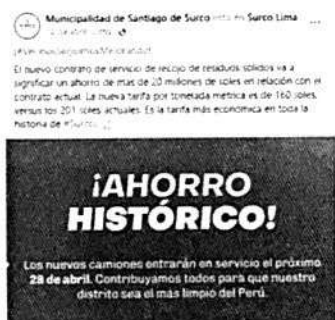 Municipalidad de Santiago de Surco está en Surco Lima ...
El nuevo contrato de servicio de recojo de residuos sólidos va a
significar un ahorro de más de 20 millones de soles en relación con el
contrato actual. La nueva tarifa por tonelada métrica es de 160 soles,
versus los 201 soles actuales. Es la tarifa más económica en toda la
historia de
¡AHORRO
HISTÓRICO!
Los nuevos camiones entrarán en servicio el próximo
28 de abril. Contribuyamos todos para que nuestro
distrito sea el más limpio del Perú.